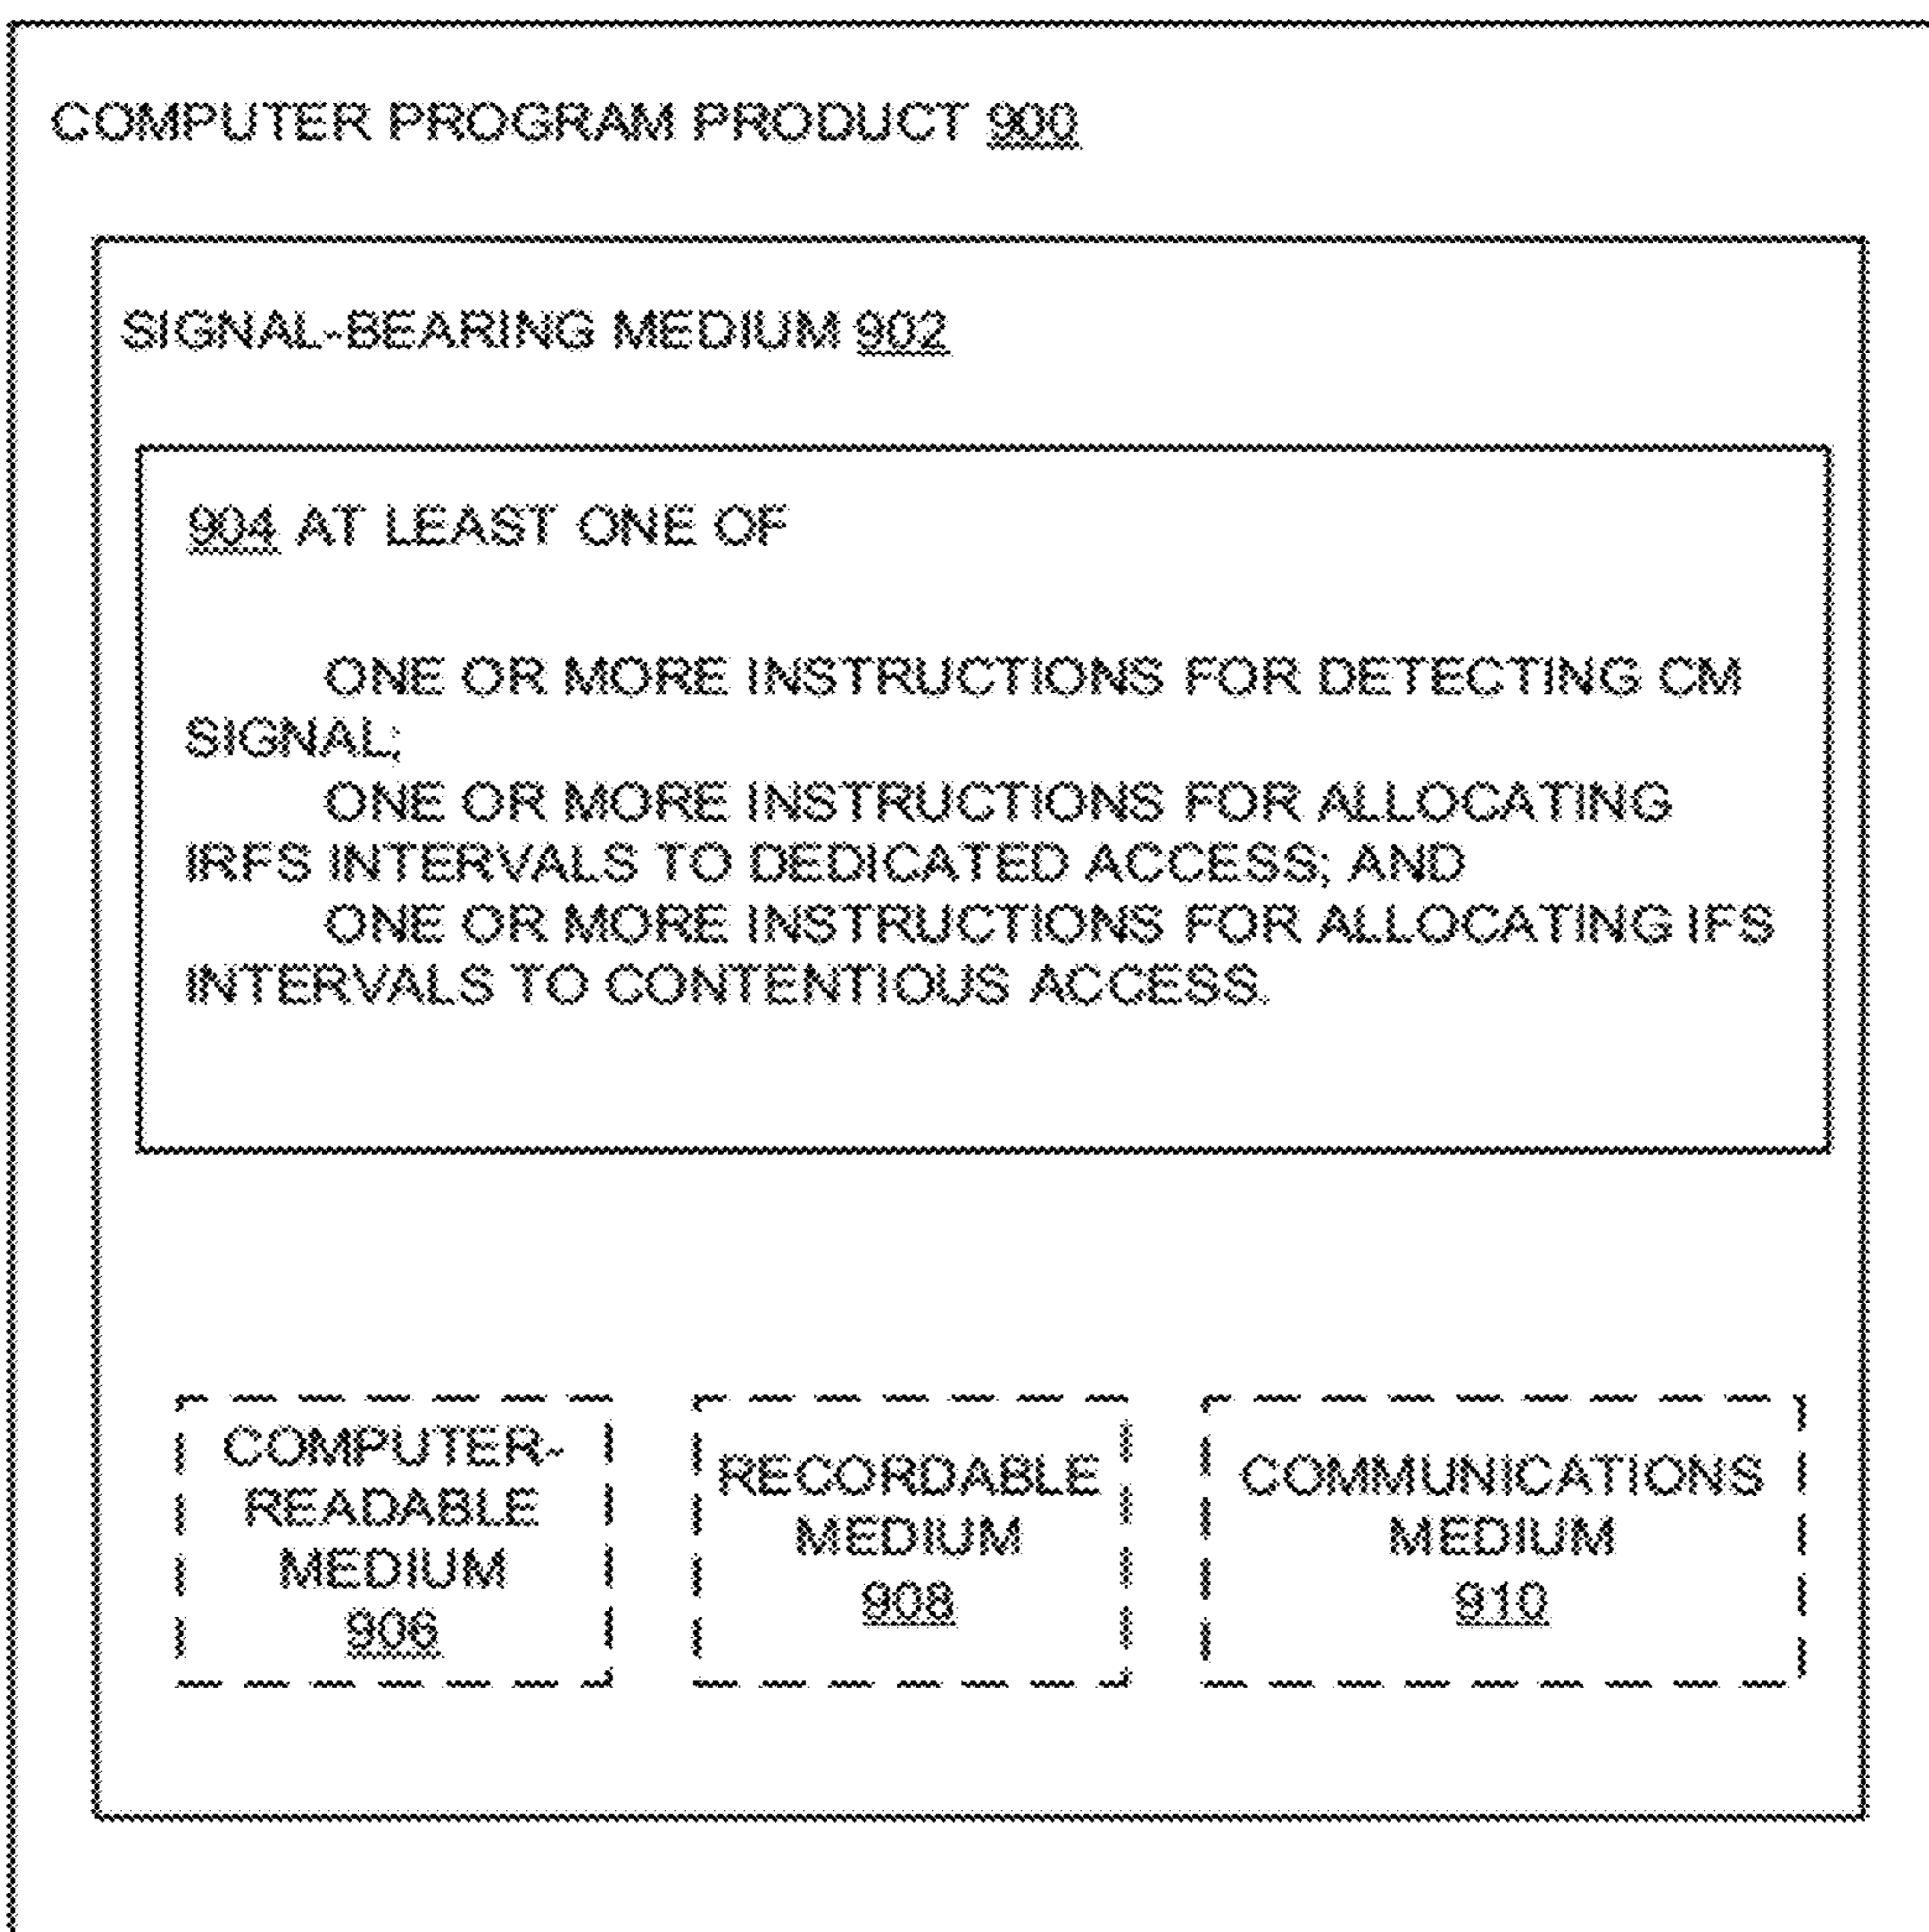 COMPUTER PROGRAM PRODUCT 900
SIGNAL-BEARING MEDIUM 902
904 AT LEAST ONE OF
ONE OR MORE INSTRUCTIONS FOR DETECTING CM
SIGNAL;
ONE OR MORE INSTRUCTIONS FOR ALLOCATING
IRFS INTERVALS TO DEDICATED ACCESS; AND
ONE OR MORE INSTRUCTIONS FOR ALLOCATING IFS
INTERVALS TO CONTENTIOUS ACCESS.
COMPUTER-
READABLE
MEDIUM
906
RECORDABLE
MEDIUM
908
COMMUNICATIONS
MEDIUM
910